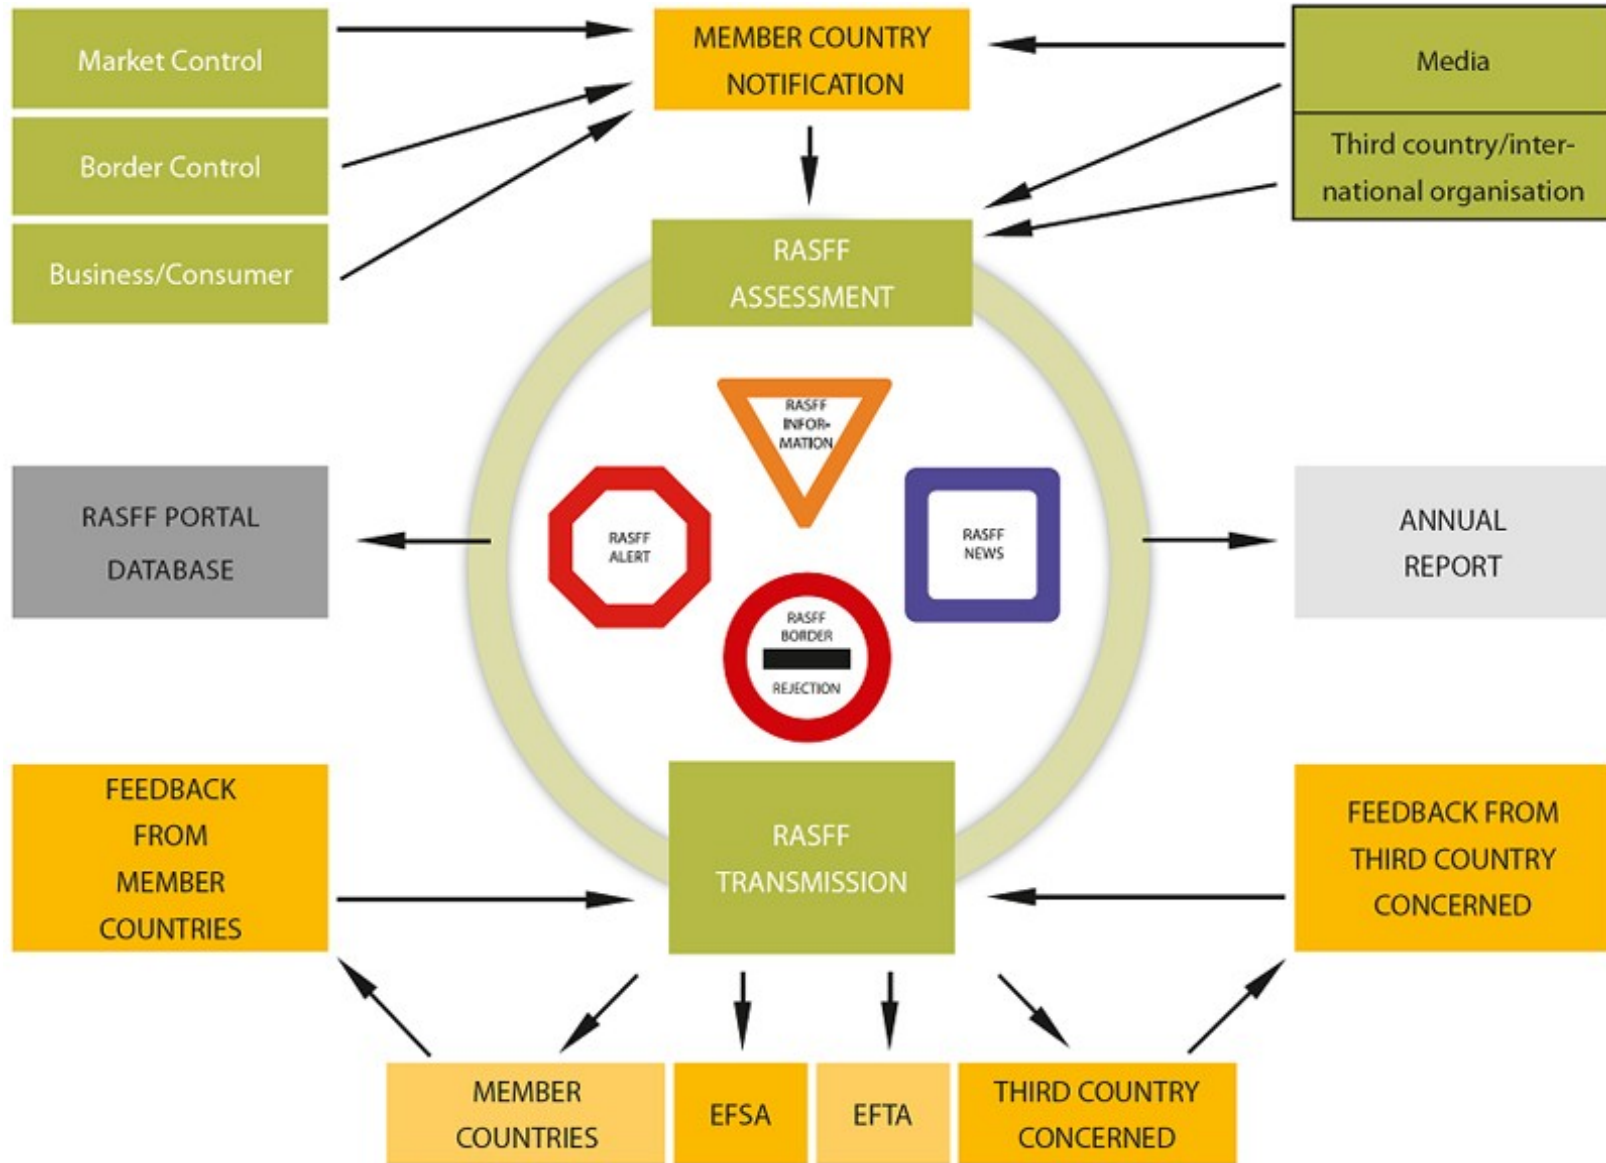 Market Control
MEMBER COUNTRY
NOTIFICATION
Media
Border Control
Third country/inter-
national organisation
Business/Consumer
RASFF
ASSESSMENT
RASFF
INFOR-
MATION
RASFF
ALERT
RASFF
NEWS
RASFF
BORDER
REJECTION
RASFF PORTAL
DATABASE
ANNUAL
REPORT
FEEDBACK
FROM
MEMBER
COUNTRIES
RASFF
TRANSMISSION
FEEDBACK FROM
THIRD COUNTRY
CONCERNED
MEMBER
COUNTRIES
EFSA
EFTA
THIRD COUNTRY
CONCERNED